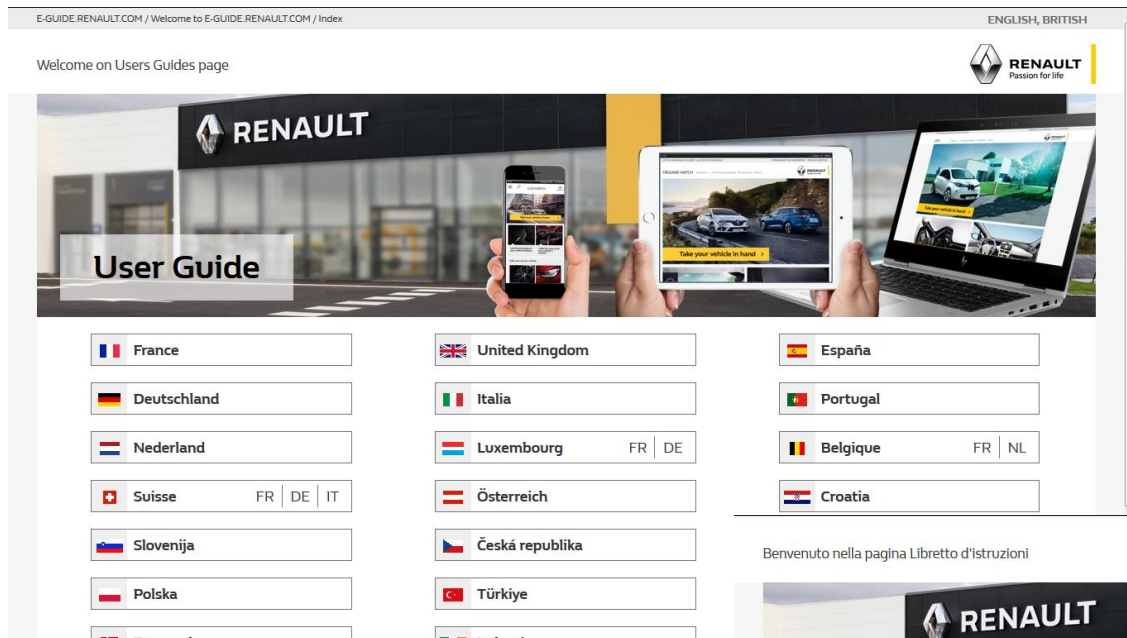 E-GUIDE.RENAULT.COM / Welcome to E-GUIDE.RENAULT.COM / Index
ENGLISH, BRITISH
Welcome on Users Guides page
RENAULT
Passion for life
RENAULT
Take your vehicle in hand >
User Guide
France
United Kingdom
España
Deutschland
Italia
Portugal
Nederland
Luxembourg FR DE
Belgique FR NL
Suisse FR DE IT
Österreich
Croatia
Slovenija
Česká republika
Benvenuto nella pagina Libretto d'istruzioni
Polska
Türkiye
RENAULT